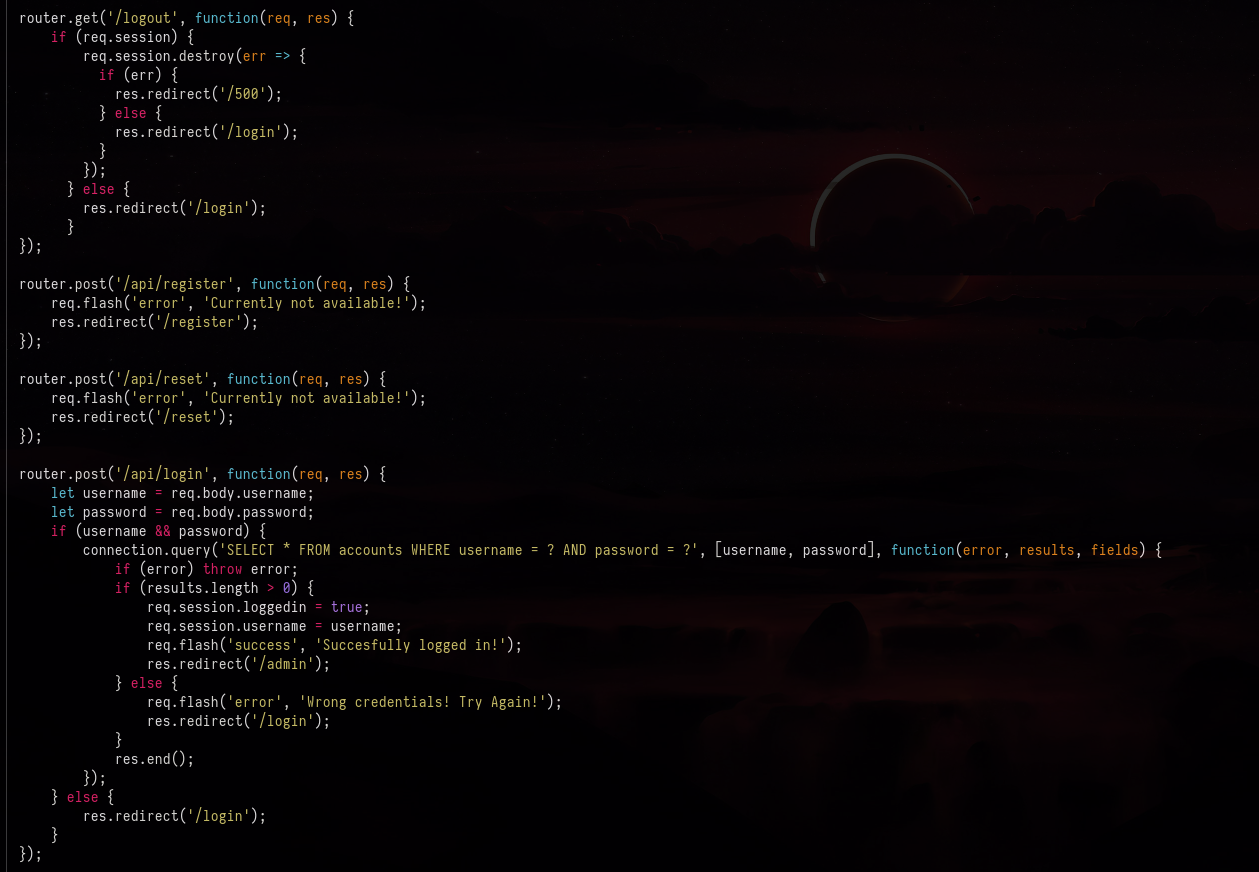 router.get('/logout', function(req, res) {
    if (req.session) {
        req.session.destroy(err => {
          if (err) {
            res.redirect('/500');
          } else {
            res.redirect('/login');
          }
        });
      } else {
        res.redirect('/login');
      }
});

router.post('/api/register', function(req, res) {
    req.flash('error', 'Currently not available!');
    res.redirect('/register');
});

router.post('/api/reset', function(req, res) {
    req.flash('error', 'Currently not available!');
    res.redirect('/reset');
});

router.post('/api/login', function(req, res) {
    let username = req.body.username;
    let password = req.body.password;
    if (username && password) {
        connection.query('SELECT * FROM accounts WHERE username = ? AND password = ?', [username, password], function(error, results, fields) {
            if (error) throw error;
            if (results.length > 0) {
                req.session.loggedin = true;
                req.session.username = username;
                req.flash('success', 'Succesfully logged in!');
                res.redirect('/admin');
            } else {
                req.flash('error', 'Wrong credentials! Try Again!');
                res.redirect('/login');
            }
            res.end();
        });
    } else {
        res.redirect('/login');
    }
});